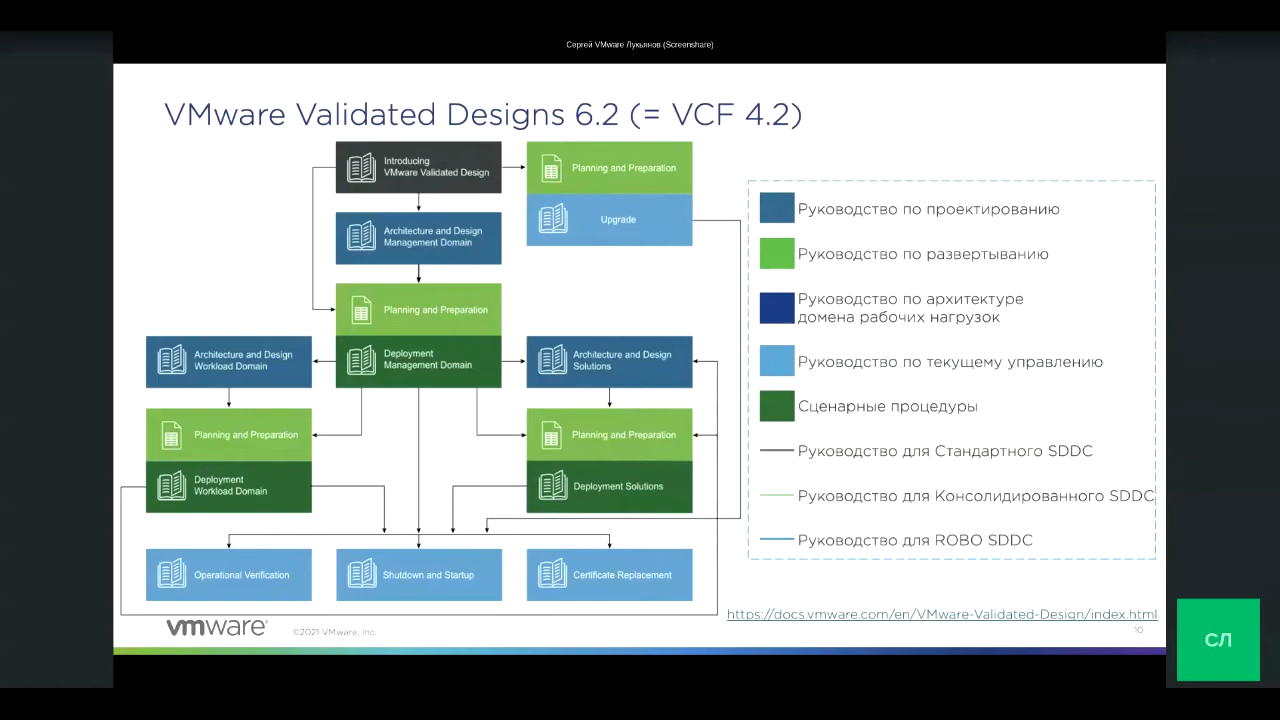 Сергей VMware Лукьянов (Screenshare)
VMware Validated Designs 6.2 (= VCF 4.2)
Introducing
VMware Validated Design
Planning and Preparation
Upgrade
Architecture and Design
Management Domain
Planning and Preparation
Deployment
Management Domain
Architecture and Design
Workload Domain
Architecture and Design
Solutions
Planning and Preparation
Planning and Preparation
Deployment
Workload Domain
Deployment Solutions
Operational Verification
Shutdown and Startup
Certificate Replacement
Руководство по проектированию
Руководство по развертыванию
Руководство по архитектуре
домена рабочих нагрузок
Руководство по текущему управлению
Сценарные процедуры
Руководство для Стандартного SDDC
Руководство для Консолидированного SDDC
Руководство для ROBO SDDC
https://docs.vmware.com/en/VMware-Validated-Design/index.html
vmware®
©2021 VMware, Inc.
10
СЛ